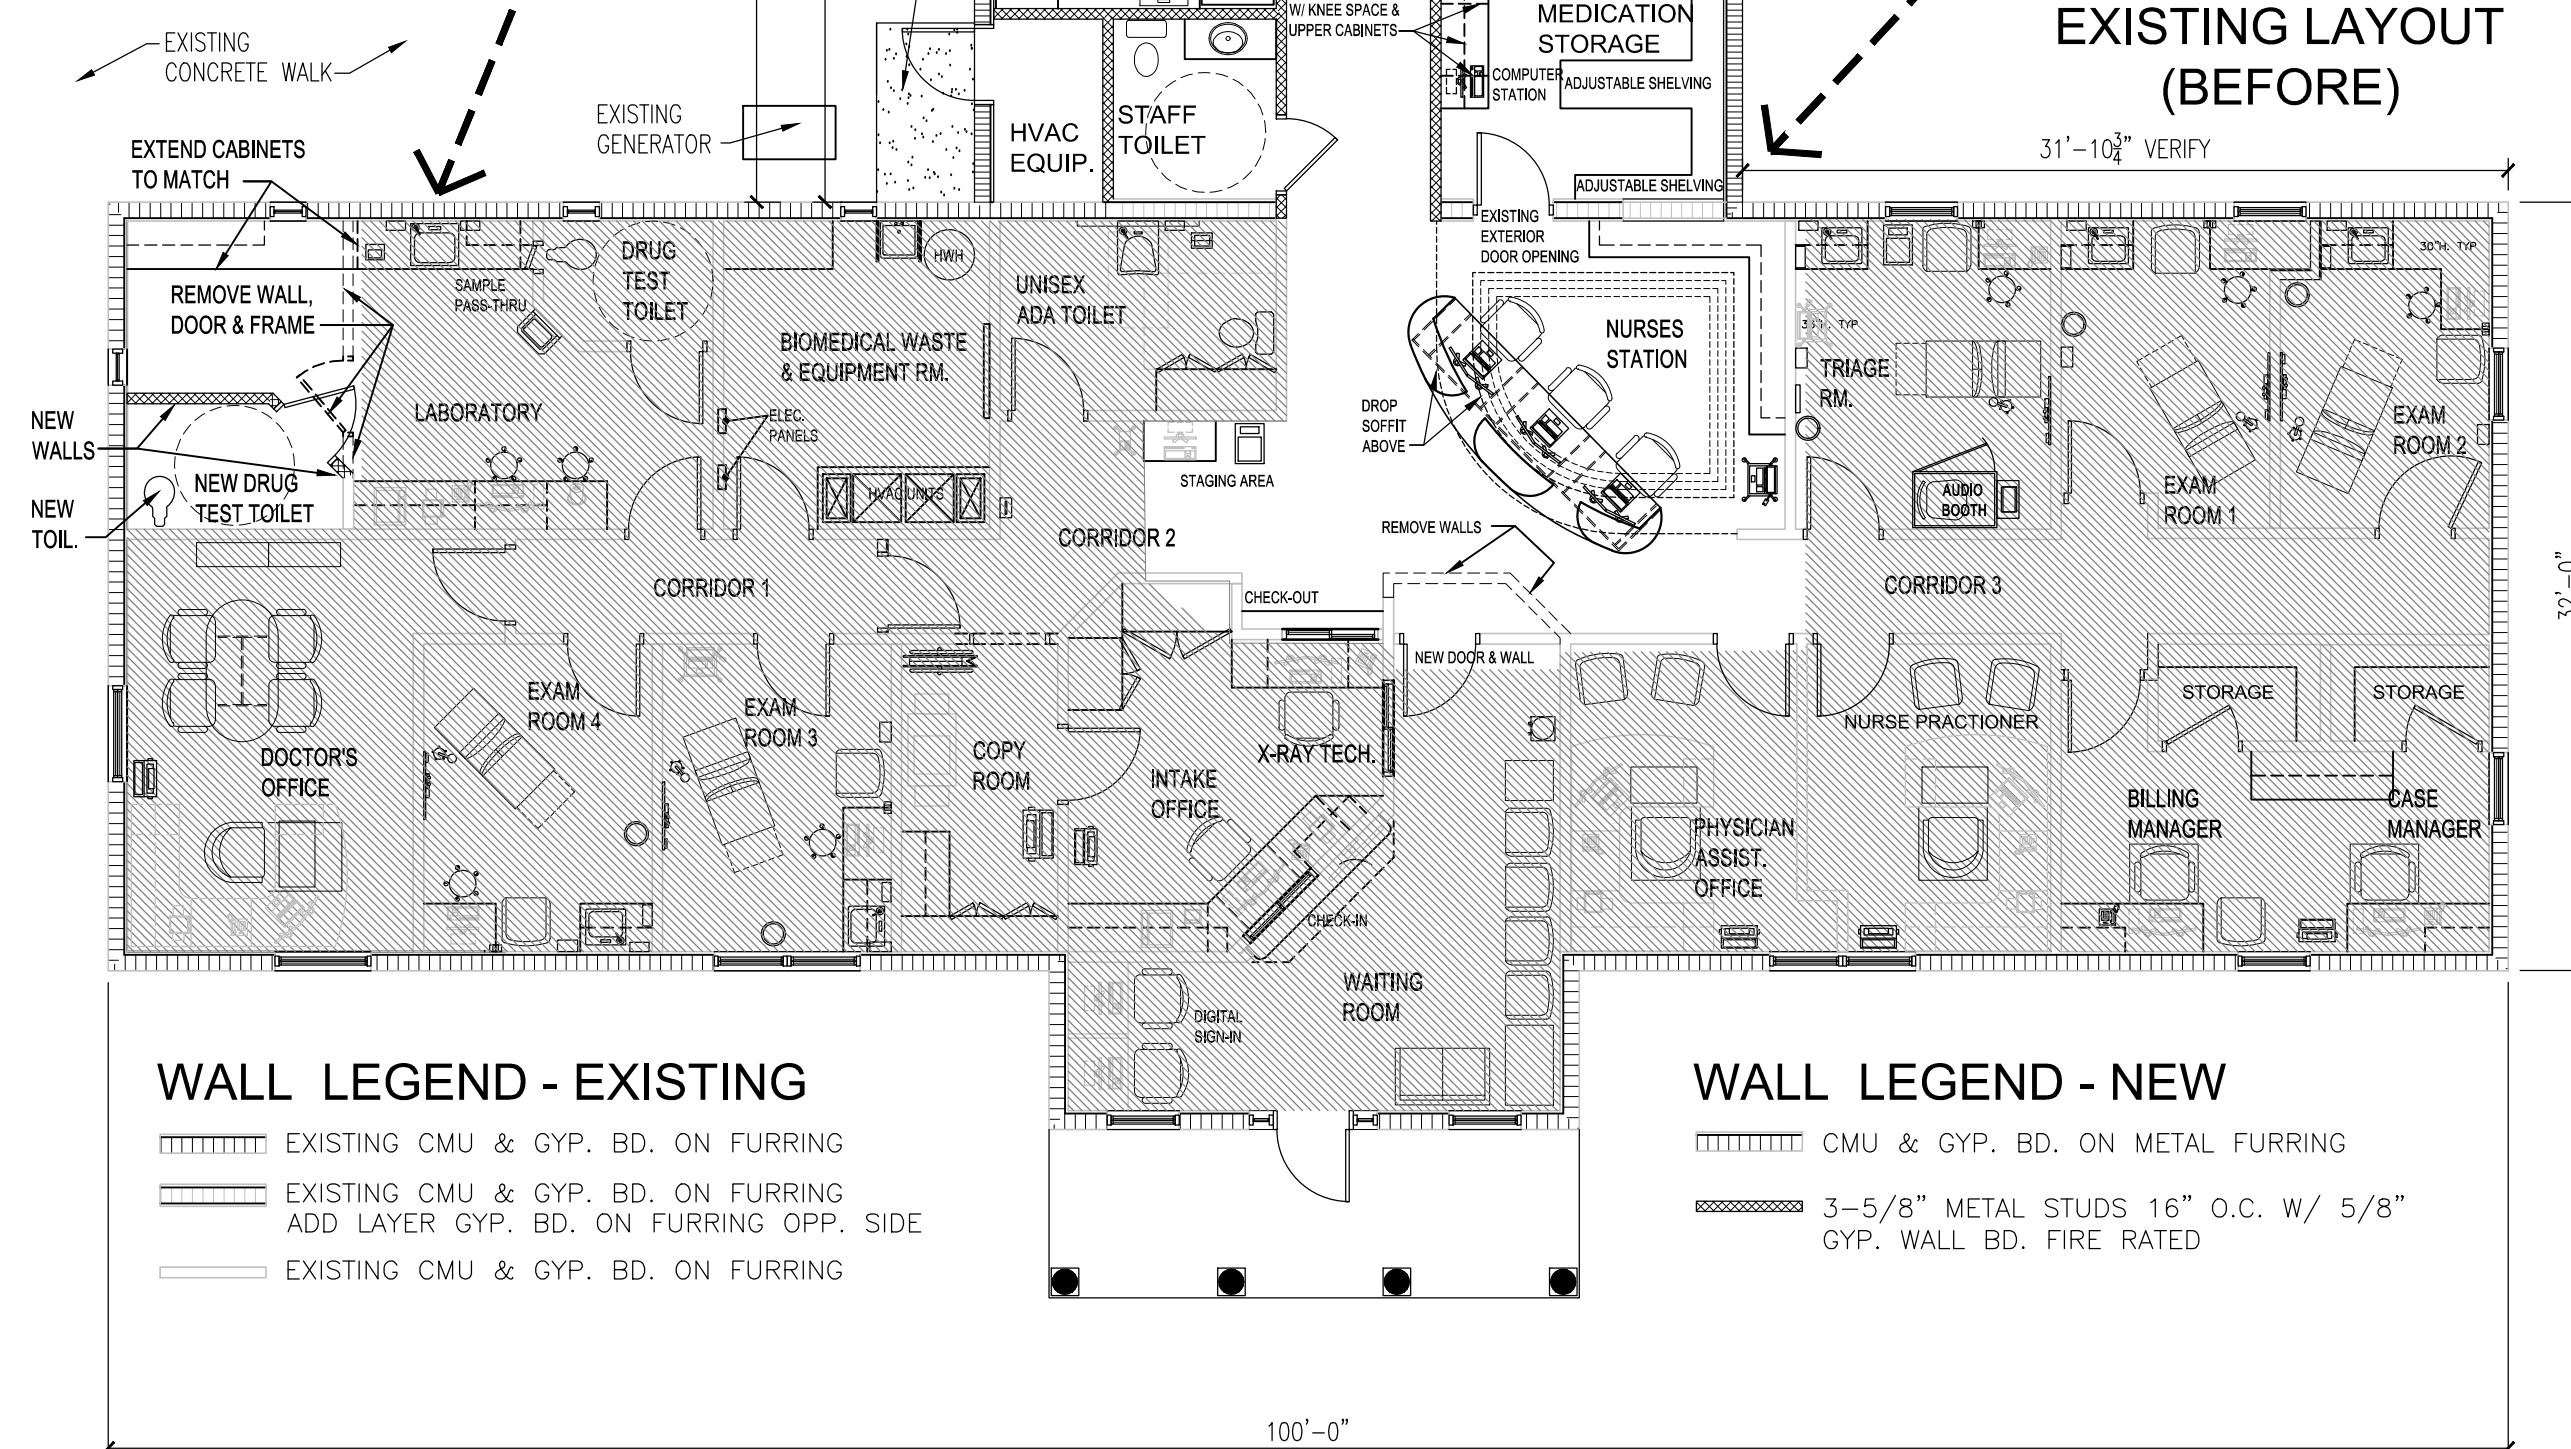 EXISTING LAYOUT
(BEFORE)
31'-10¾" VERIFY
32'-0"
W/ KNEE SPACE &
UPPER CABINETS
MEDICATION
STORAGE
COMPUTER
STATION
ADJUSTABLE SHELVING
ADJUSTABLE SHELVING
EXISTING
CONCRETE WALK
EXISTING
GENERATOR
HVAC
EQUIP.
STAFF
TOILET
EXTEND CABINETS
TO MATCH
REMOVE WALL,
DOOR & FRAME
NEW
WALLS
NEW
TOIL.
NEW DRUG
TEST TOILET
SAMPLE
PASS-THRU
LABORATORY
DRUG
TEST
TOILET
HWH
BIOMEDICAL WASTE
& EQUIPMENT RM.
ELEC.
PANELS
HVAC UNITS
UNISEX
ADA TOILET
STAGING AREA
EXISTING
EXTERIOR
DOOR OPENING
NURSES
STATION
DROP
SOFFIT
ABOVE
REMOVE WALLS
TRIAGE
RM.
AUDIO
BOOTH
30"H. TYP
EXAM
ROOM 1
EXAM
ROOM 2
CORRIDOR 1
CORRIDOR 2
CORRIDOR 3
CHECK-OUT
NEW DOOR & WALL
DOCTOR'S
OFFICE
EXAM
ROOM 4
EXAM
ROOM 3
COPY
ROOM
INTAKE
OFFICE
X-RAY TECH.
CHECK-IN
WAITING
ROOM
DIGITAL
SIGN-IN
PHYSICIAN
ASSIST.
OFFICE
NURSE PRACTIONER
STORAGE
STORAGE
BILLING
MANAGER
CASE
MANAGER
WALL LEGEND - EXISTING
EXISTING CMU & GYP. BD. ON FURRING
EXISTING CMU & GYP. BD. ON FURRING
ADD LAYER GYP. BD. ON FURRING OPP. SIDE
EXISTING CMU & GYP. BD. ON FURRING
WALL LEGEND - NEW
CMU & GYP. BD. ON METAL FURRING
3-5/8" METAL STUDS 16" O.C. W/ 5/8"
GYP. WALL BD. FIRE RATED
100'-0"